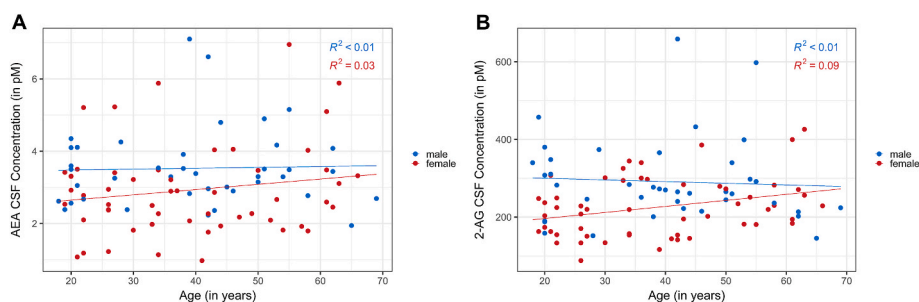 A
AEA CSF Concentration (in pM)
6
4
2
R² < 0.01
R² = 0.03
20 30 40 50 60 70
Age (in years)
male
female
B
2-AG CSF Concentration (in pM)
600
400
200
0
R² < 0.01
R² = 0.09
20 30 40 50 60 70
Age (in years)
male
female